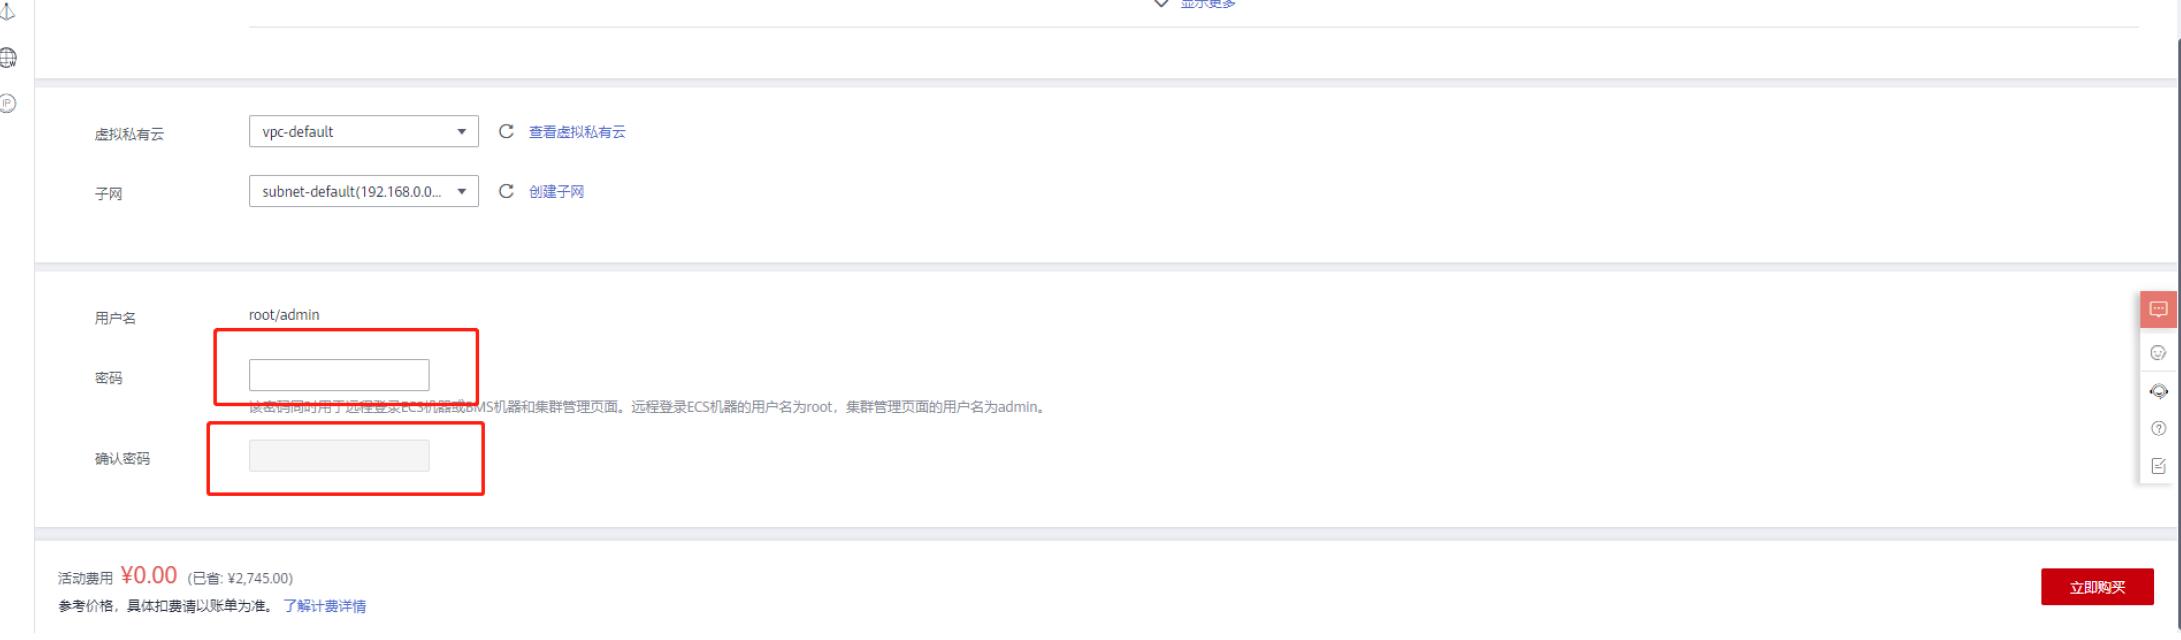 显示更多
虚拟私有云 vpc-default 查看虚拟私有云
子网 subnet-default(192.168.0.0... 创建子网
用户名 root/admin
密码
该密码同时用于远程登录ECS机器或BMS机器和集群管理页面。远程登录ECS机器的用户名为root，集群管理页面的用户名为admin。
确认密码
活动费用 ¥0.00 (已省: ¥2,745.00)
参考价格，具体扣费请以账单为准。 了解计费详情
立即购买
IP